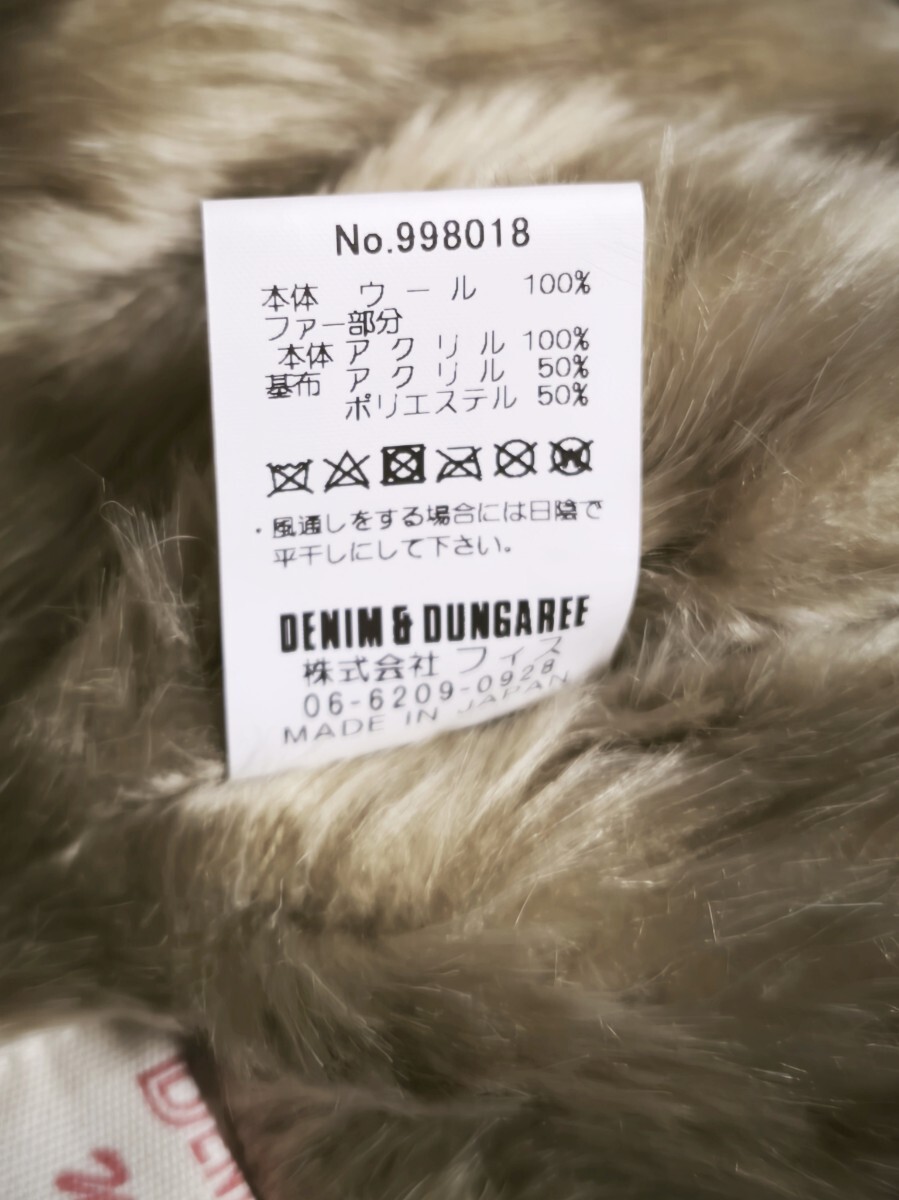 No.998018
本体 ウール 100%
ファー部分
本体 アクリル 100%
基布 アクリル 50%
ポリエステル 50%
・風通しをする場合には日陰で
平干しにして下さい。
DENIM & DUNGAREE
株式会社 フィス
06-6209-0928
MADE IN JAPAN